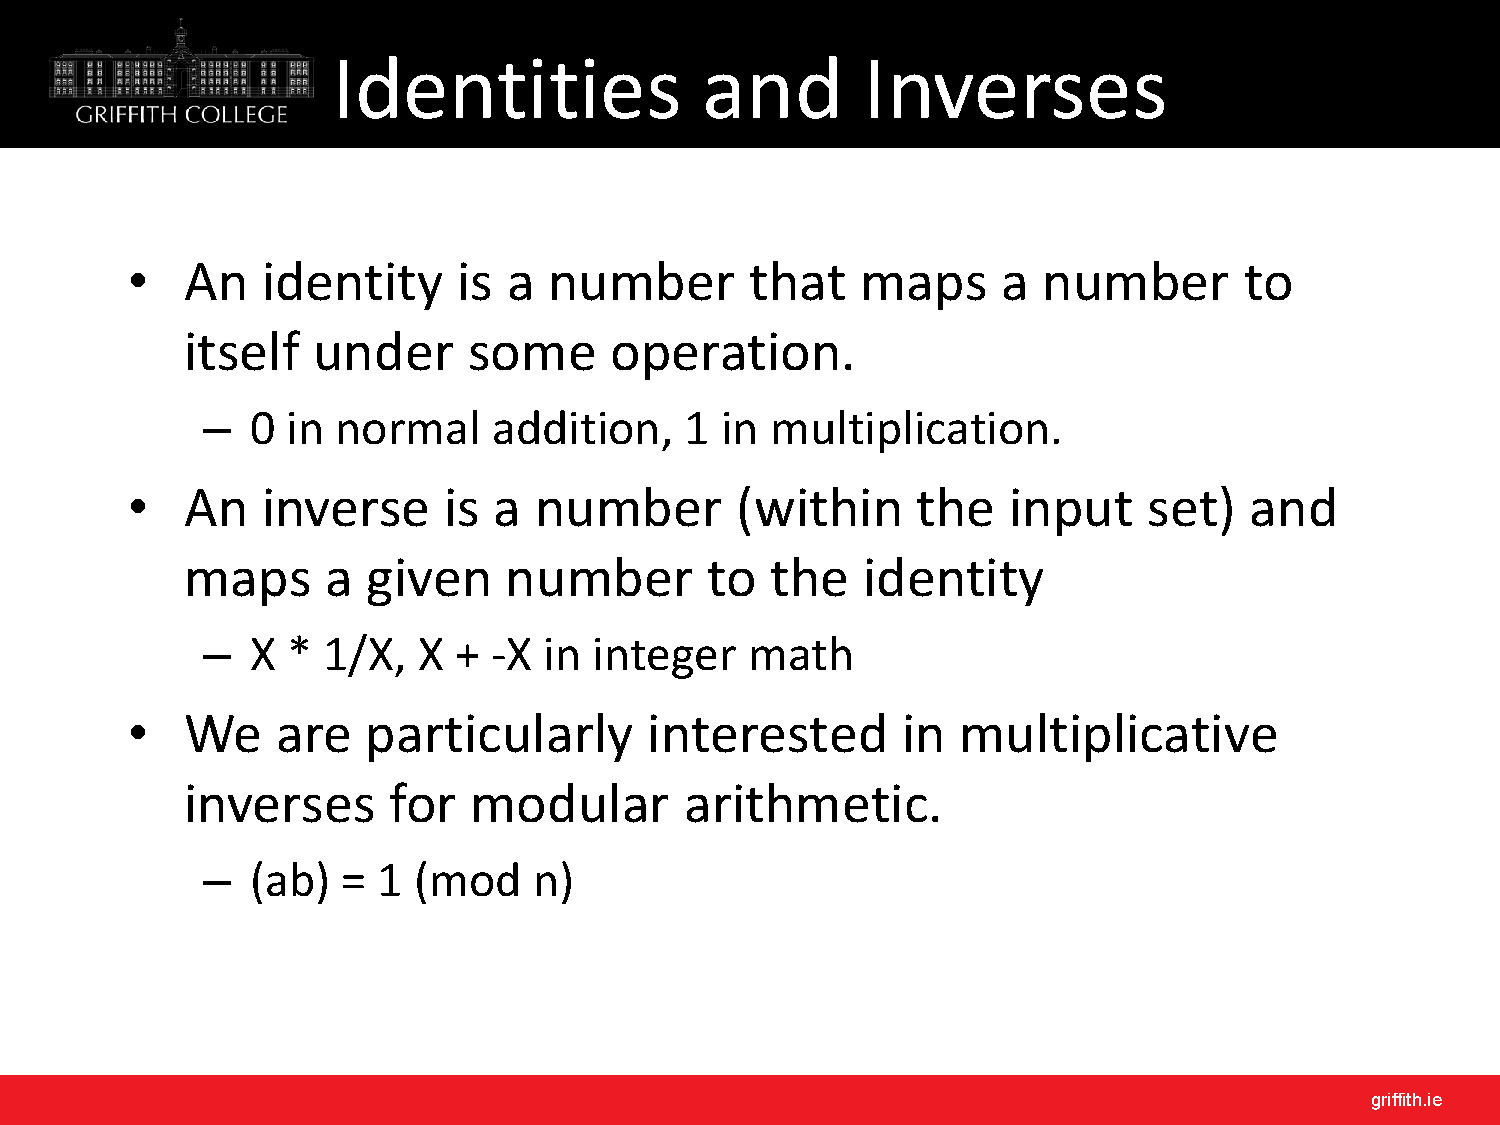 GRIFFITH COLLEGE
Identities and Inverses
• An identity is a number that maps a number to
itself under some operation.
– 0 in normal addition, 1 in multiplication.
• An inverse is a number (within the input set) and
maps a given number to the identity
– X * 1/X, X + -X in integer math
• We are particularly interested in multiplicative
inverses for modular arithmetic.
– (ab) = 1 (mod n)
griffith.ie